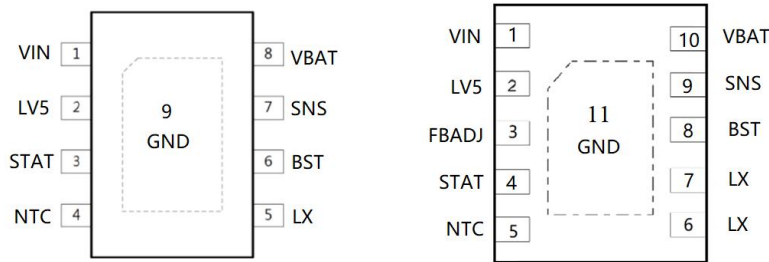 VIN 1 8 VBAT
LV5 2 7 SNS
9
GND
STAT 3 6 BST
NTC 4 5 LX
VIN 1 10 VBAT
LV5 2 9 SNS
FBADJ 3 8 BST
11
GND
STAT 4 7 LX
NTC 5 6 LX